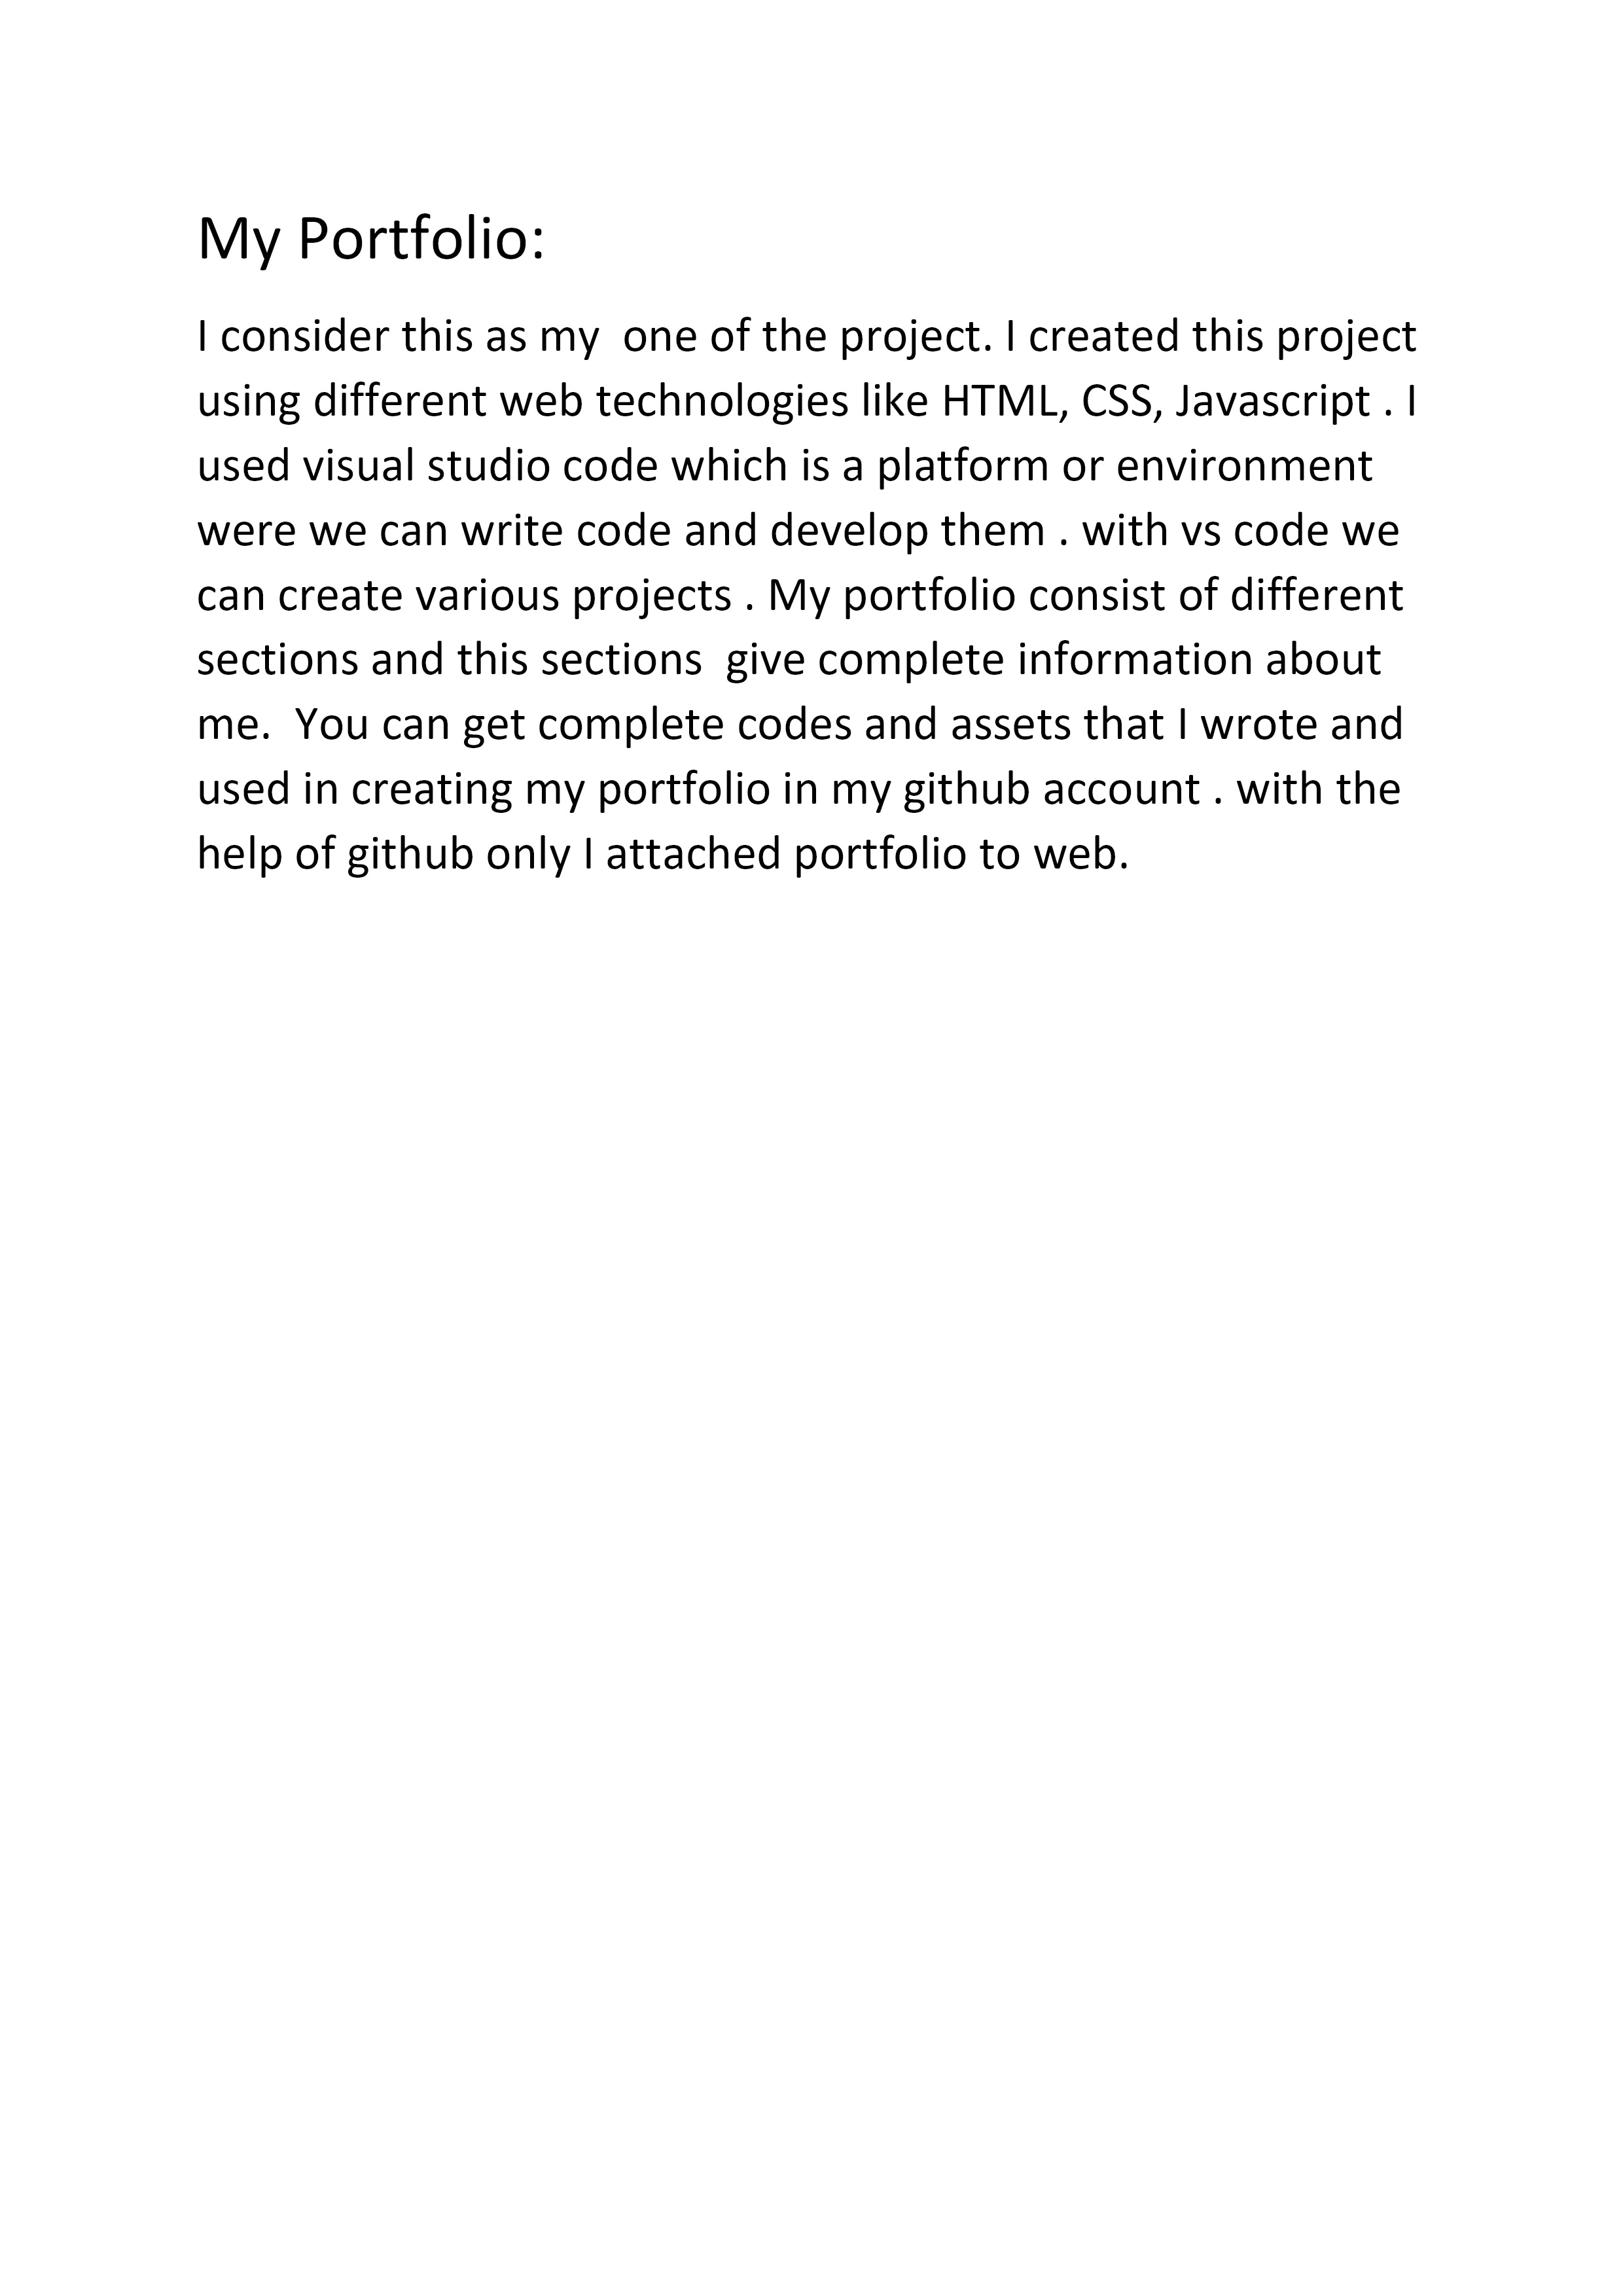 My Portfolio:
I consider this as my  one of the project. I created this project
using different web technologies like HTML, CSS, Javascript . I
used visual studio code which is a platform or environment
were we can write code and develop them . with vs code we
can create various projects . My portfolio consist of different
sections and this sections  give complete information about
me.  You can get complete codes and assets that I wrote and
used in creating my portfolio in my github account . with the
help of github only I attached portfolio to web.